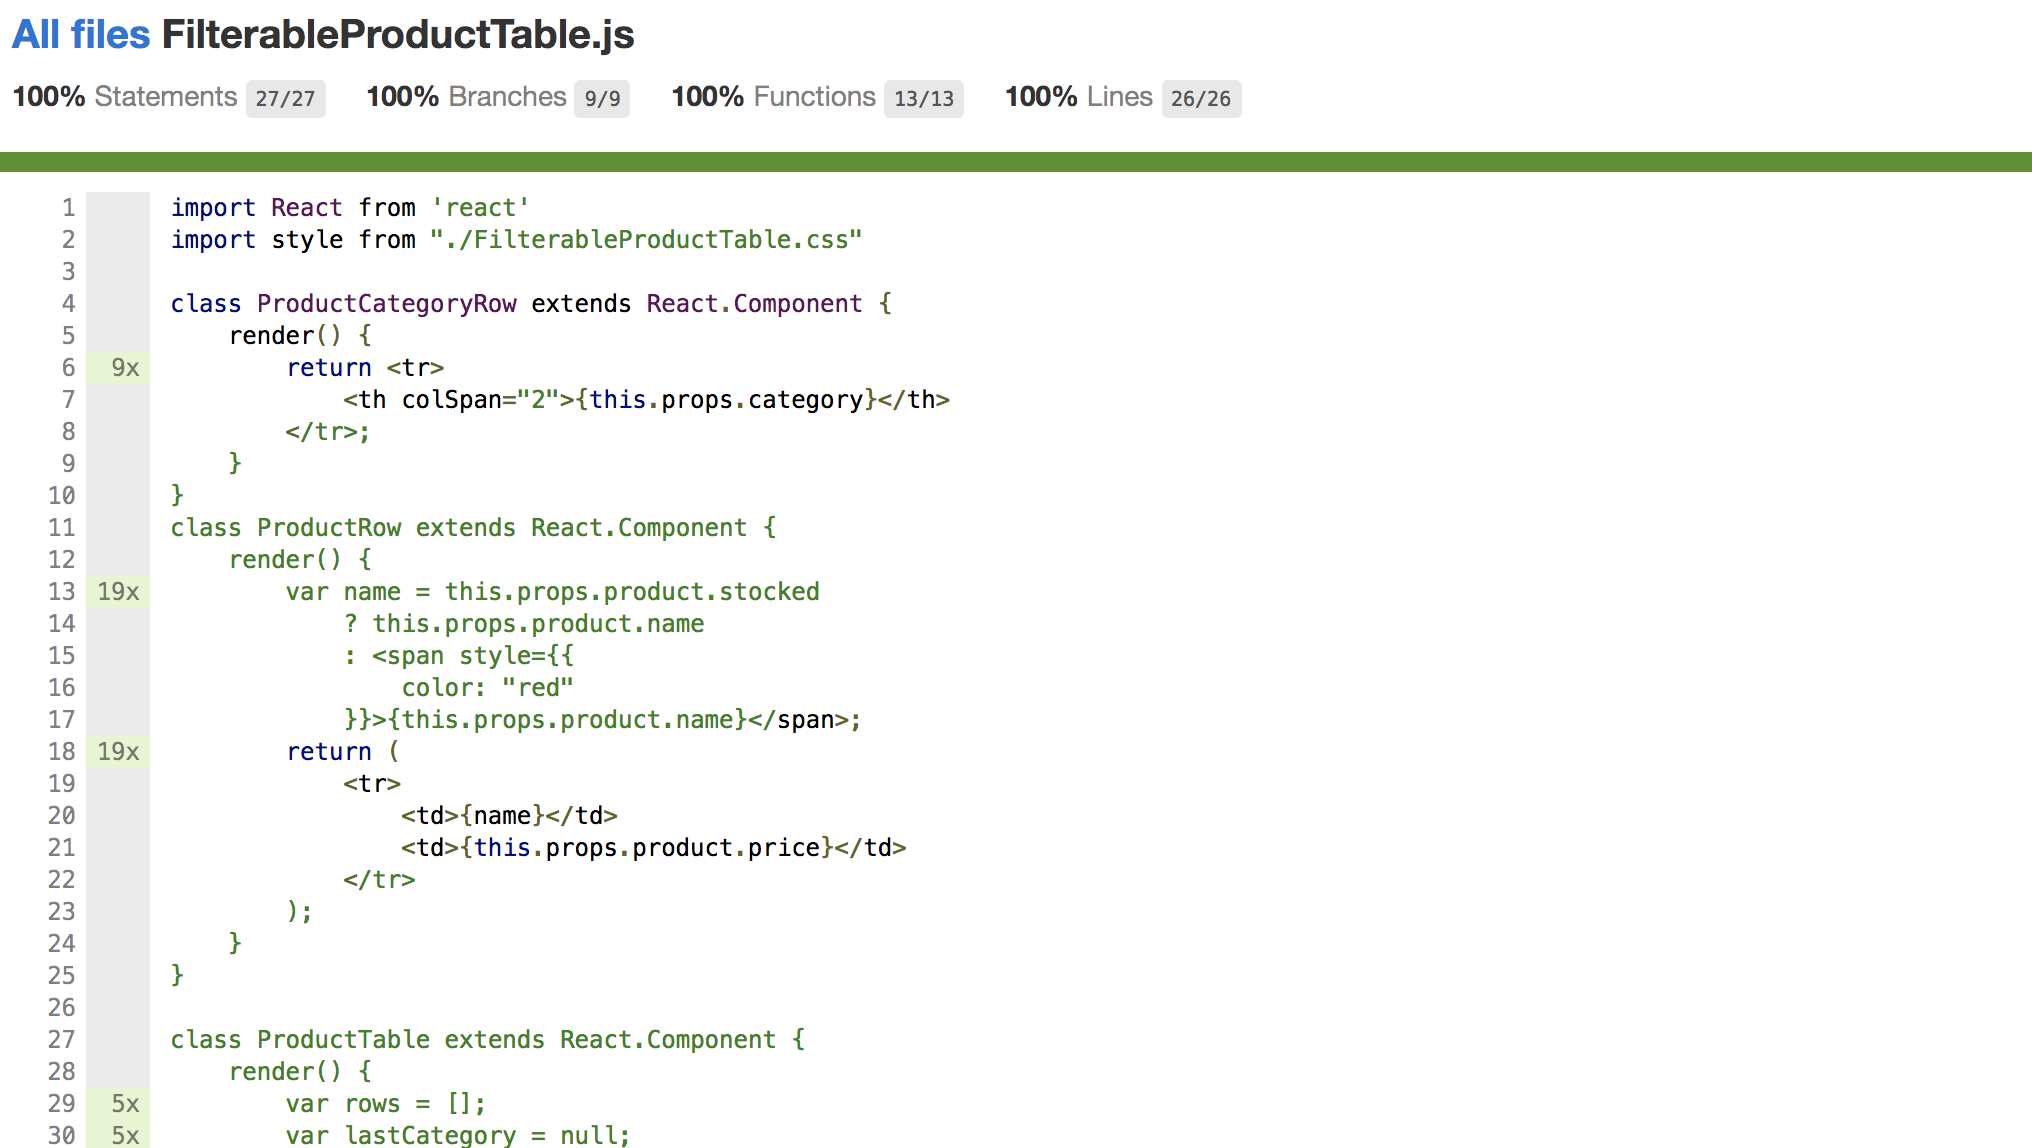 All files FilterableProductTable.js
100% Statements 27/27 100% Branches 9/9 100% Functions 13/13 100% Lines 26/26
1 import React from 'react'
2 import style from "./FilterableProductTable.css"
3
4 class ProductCategoryRow extends React.Component {
5 render() {
6 9x return <tr>
7 <th colSpan="2">{this.props.category}</th>
8 </tr>;
9 }
10 }
11 class ProductRow extends React.Component {
12 render() {
13 19x var name = this.props.product.stocked
14 ? this.props.product.name
15 : <span style={{
16 color: "red"
17 }}>{this.props.product.name}</span>;
18 19x return (
19 <tr>
20 <td>{name}</td>
21 <td>{this.props.product.price}</td>
22 </tr>
23 );
24 }
25 }
26
27 class ProductTable extends React.Component {
28 render() {
29 5x var rows = [];
30 5x var lastCategory = null;